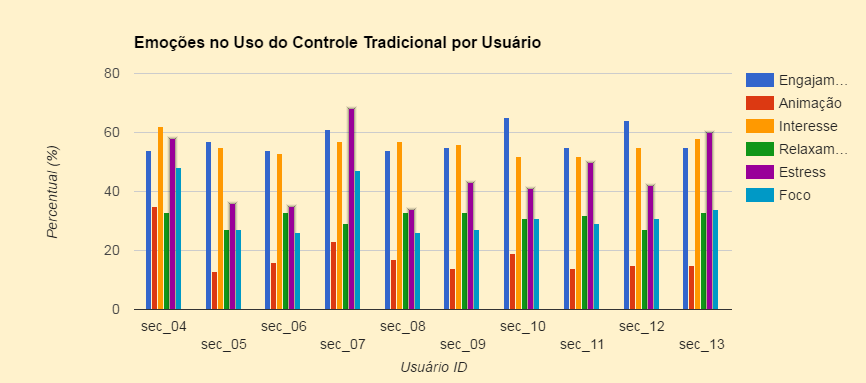 Emoções no Uso do Controle Tradicional por Usuário
80
60
40
20
0
Percentual (%)
sec_04
sec_05
sec_06
sec_07
sec_08
sec_09
sec_10
sec_11
sec_12
sec_13
Usuário ID
Engajam…
Animação
Interesse
Relaxam…
Estress
Foco